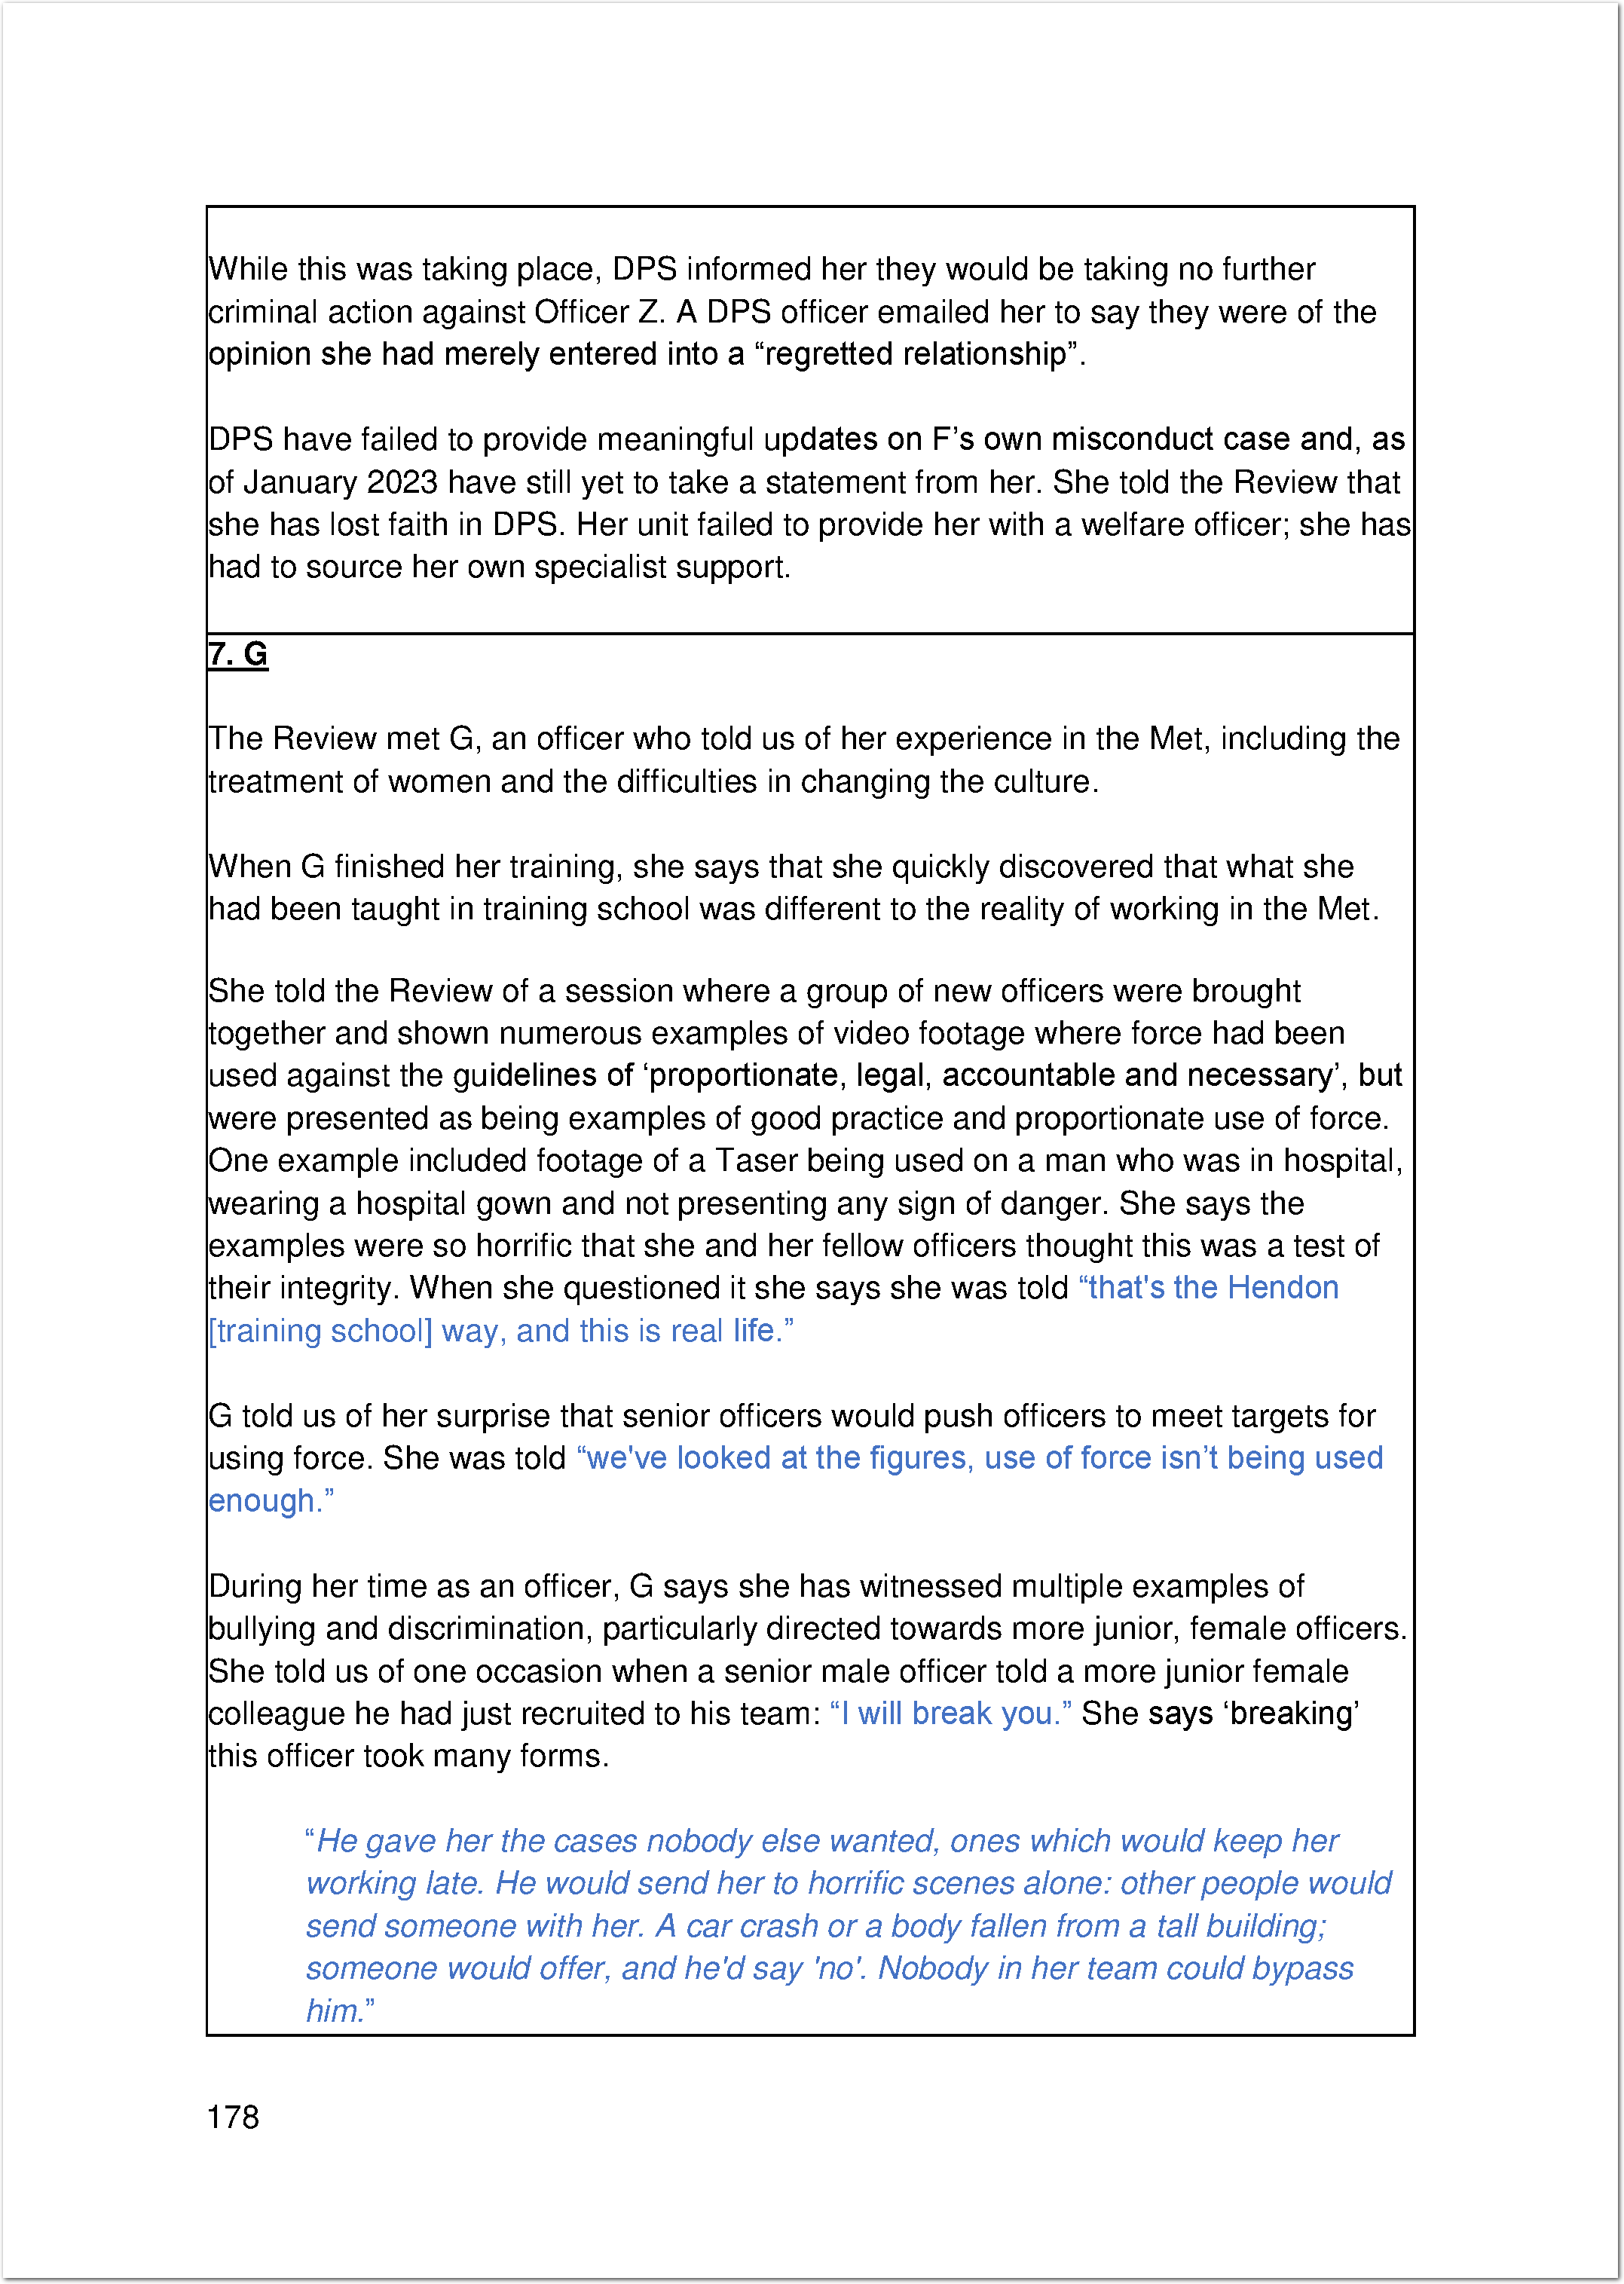 While this was taking place, DPS informed her they would be taking no further
criminal action against Officer Z. A DPS officer emailed her to say they were of the
opinion she had merely entered into a “regretted relationship”.
DPS have failed to provide meaningful updates on F’s own misconduct case and, as
of January 2023 have still yet to take a statement from her. She told the Review that
she has lost faith in DPS. Her unit failed to provide her with a welfare officer; she has
had to source her own specialist support.
7. G
The Review met G, an officer who told us of her experience in the Met, including the
treatment of women and the difficulties in changing the culture.
When G finished her training, she says that she quickly discovered that what she
had been taught in training school was different to the reality of working in the Met.
She told the Review of a session where a group of new officers were brought
together and shown numerous examples of video footage where force had been
used against the guidelines of ‘proportionate, legal, accountable and necessary’, but
were presented as being examples of good practice and proportionate use of force.
One example included footage of a Taser being used on a man who was in hospital,
wearing a hospital gown and not presenting any sign of danger. She says the
examples were so horrific that she and her fellow officers thought this was a test of
their integrity. When she questioned it she says she was told “that's the Hendon
[training school] way, and this is real life.”
G told us of her surprise that senior officers would push officers to meet targets for
using force. She was told “we've looked at the figures, use of force isn’t being used
enough.”
During her time as an officer, G says she has witnessed multiple examples of
bullying and discrimination, particularly directed towards more junior, female officers.
She told us of one occasion when a senior male officer told a more junior female
colleague he had just recruited to his team: “I will break you.” She says ‘breaking’
this officer took many forms.
“He gave her the cases nobody else wanted, ones which would keep her
working late. He would send her to horrific scenes alone: other people would
send someone with her. A car crash or a body fallen from a tall building;
someone would offer, and he'd say 'no'. Nobody in her team could bypass
him.”
178